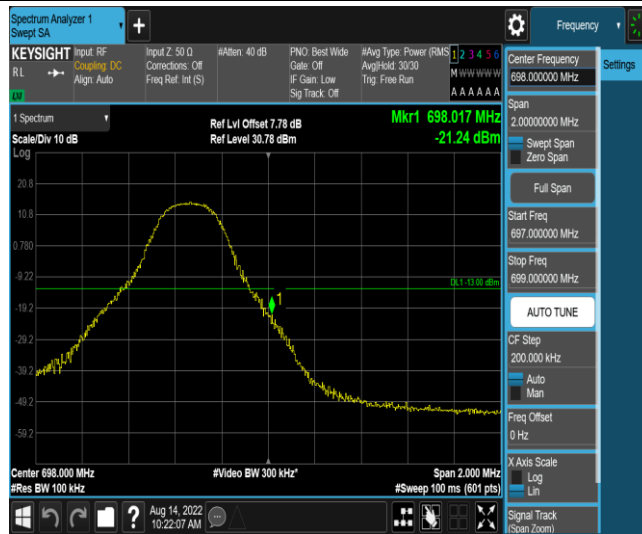 Spectrum Analyzer 1
Swept SA
Frequency
KEYSIGHT
RL
Input: RF
Coupling: DC
Align: Auto
Input Z: 50 Ω
Corrections: Off
Freq Ref: Int (S)
#Atten: 40 dB
PNO: Best Wide
Gate: Off
IF Gain: Low
Sig Track: Off
#Avg Type: Power (RMS
Avg|Hold: 30/30
Trig: Free Run
1 2 3 4 5 6
M W W W W W
A A A A A A
1 Spectrum
Scale/Div 10 dB
Log
Ref Lvl Offset 7.78 dB
Ref Level 30.78 dBm
Mkr1 698.017 MHz
-21.24 dBm
20.8
10.8
0.780
-9.22
-19.2
-29.2
-39.2
-49.2
-59.2
DL1 -13.00 dBm
1
Center 698.000 MHz
#Video BW 300 kHz*
Span 2.000 MHz
#Res BW 100 kHz
#Sweep 100 ms (601 pts)
Aug 14, 2022
10:22:07 AM
?
Center Frequency
698.000000 MHz
Settings
Span
2.00000000 MHz
Swept Span
Zero Span
Full Span
Start Freq
697.000000 MHz
Stop Freq
699.000000 MHz
AUTO TUNE
CF Step
200.000 kHz
Auto
Man
Freq Offset
0 Hz
X Axis Scale
Log
Lin
Signal Track
(Span Zoom)